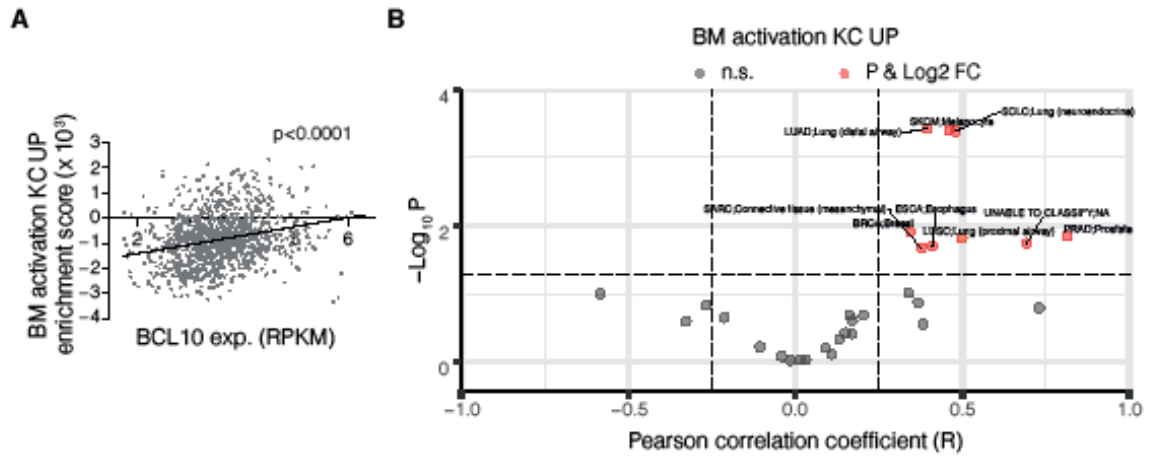 A
BM activation KC UP
enrichment score (x 10³)
3
2
1
0
−1
−2
−3
−4
2
6
p<0.0001
BCL10 exp. (RPKM)
B
BM activation KC UP
n.s.
P & Log2 FC
−Log₁₀P
4
2
0
SCLC;Lung (neuroendocrine)
SKCM;Melanocyte
LUAD;Lung (distal airway)
SARC;Connective tissue (mesenchymal)
ESCA;Esophagus
UNABLE TO CLASSIFY;NA
BRCA;Breast
LUSC;Lung (proximal airway)
PRAD;Prostate
−1.0
−0.5
0.0
0.5
1.0
Pearson correlation coefficient (R)